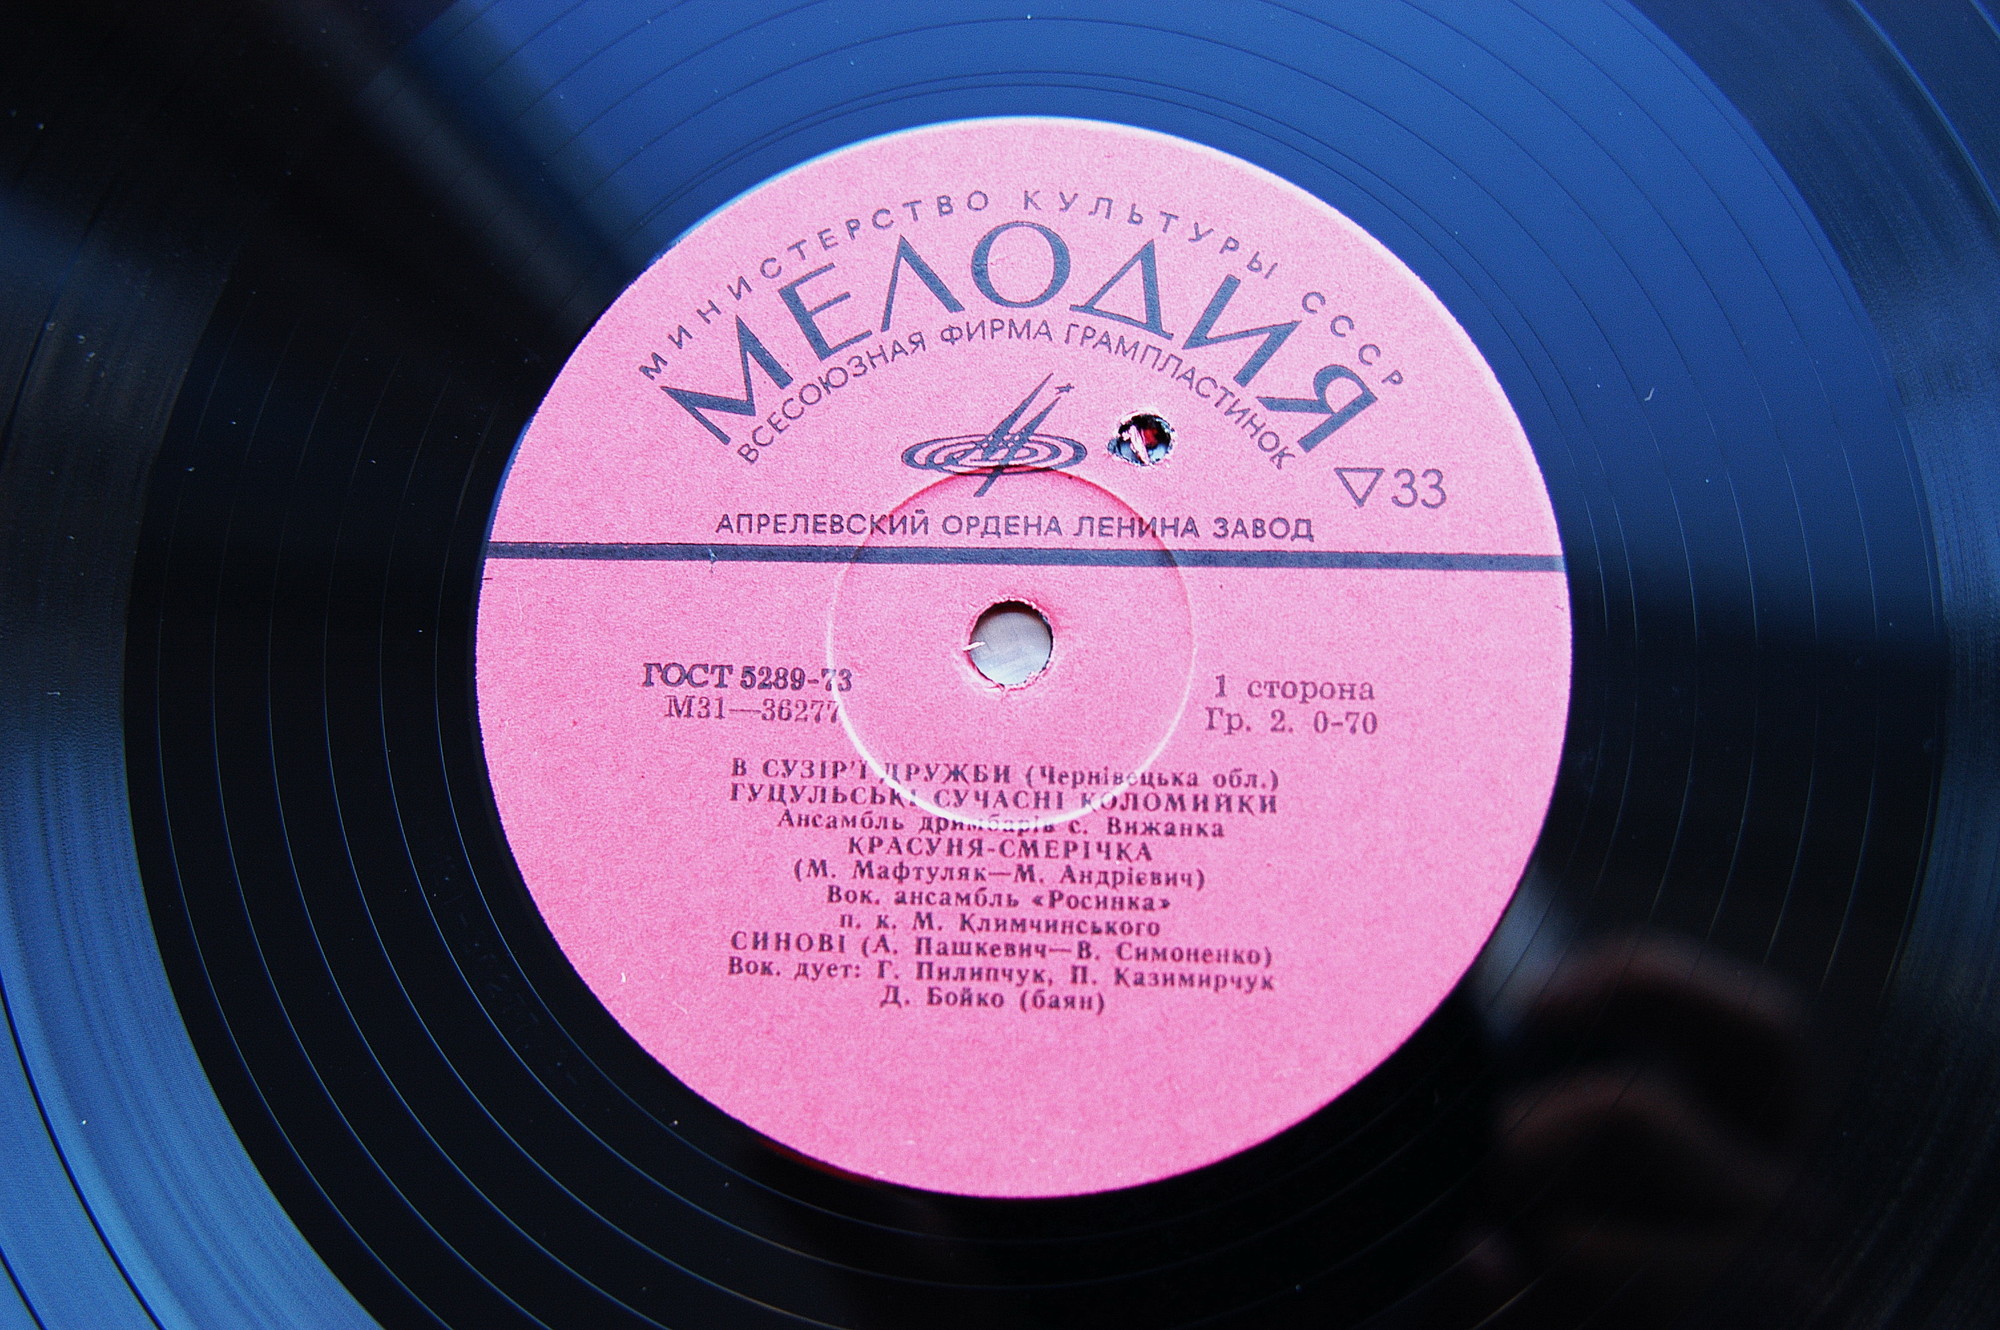 МИНИСТЕРСТВО КУЛЬТУРЫ СССР
МЕЛОДИЯ
ВСЕСОЮЗНАЯ ФИРМА ГРАМПЛАСТИНОК
▽33
АПРЕЛЕВСКИЙ ОРДЕНА ЛЕНИНА ЗАВОД
ГОСТ 5289-73
М31—36277
1 сторона
Гр. 2. 0-70
В СУЗІР'Ї ДРУЖБИ (Чернівецька обл.)
ГУЦУЛЬСЬКІ СУЧАСНІ КОЛОМИЙКИ
Ансамбль дримбарів с. Вижанка
КРАСУНЯ-СМЕРІЧКА
(М. Мафтуляк—М. Андрієвич)
Вок. ансамбль «Росинка»
п. к. М. Климчинського
СИНОВІ (А. Пашкевич—В. Симоненко)
Вок. дует: Г. Пилипчук, П. Казимирчук
Д. Бойко (баян)